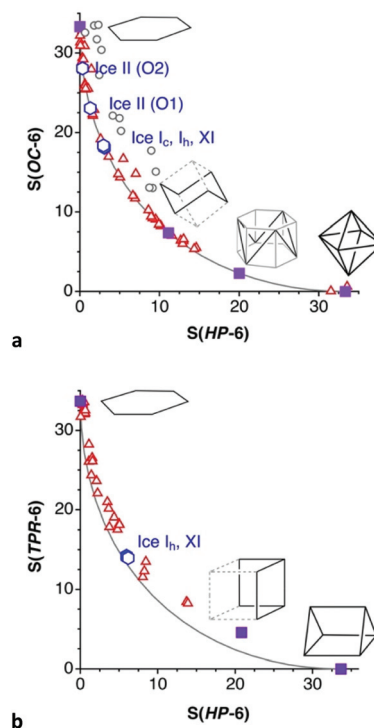 S(OC-6)
30
20
10
0
Ice II (O2)
Ice II (O1)
Ice Ic, Ih, XI
0 10 20 30
S(HP-6)
a
S(TPR-6)
30
20
10
0
Ice Ih, XI
0 10 20 30
S(HP-6)
b